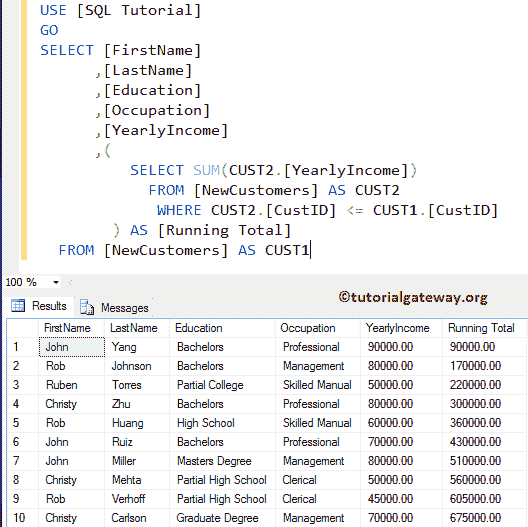 USE [SQL Tutorial]
GO
SELECT [FirstName]
,[LastName]
,[Education]
,[Occupation]
,[YearlyIncome]
,(
SELECT SUM(CUST2.[YearlyIncome])
FROM [NewCustomers] AS CUST2
WHERE CUST2.[CustID] <= CUST1.[CustID]
) AS [Running Total]
FROM [NewCustomers] AS CUST1
100 %
©tutorialgateway.org
Results Messages
FirstName LastName Education Occupation YearlyIncome Running Total
1 John Yang Bachelors Professional 90000.00 90000.00
2 Rob Johnson Bachelors Management 80000.00 170000.00
3 Ruben Torres Partial College Skilled Manual 50000.00 220000.00
4 Christy Zhu Bachelors Professional 80000.00 300000.00
5 Rob Huang High School Skilled Manual 60000.00 360000.00
6 John Ruiz Bachelors Professional 70000.00 430000.00
7 John Miller Masters Degree Management 80000.00 510000.00
8 Christy Mehta Partial High School Clerical 50000.00 560000.00
9 Rob Verhoff Partial High School Clerical 45000.00 605000.00
10 Christy Carlson Graduate Degree Management 70000.00 675000.00